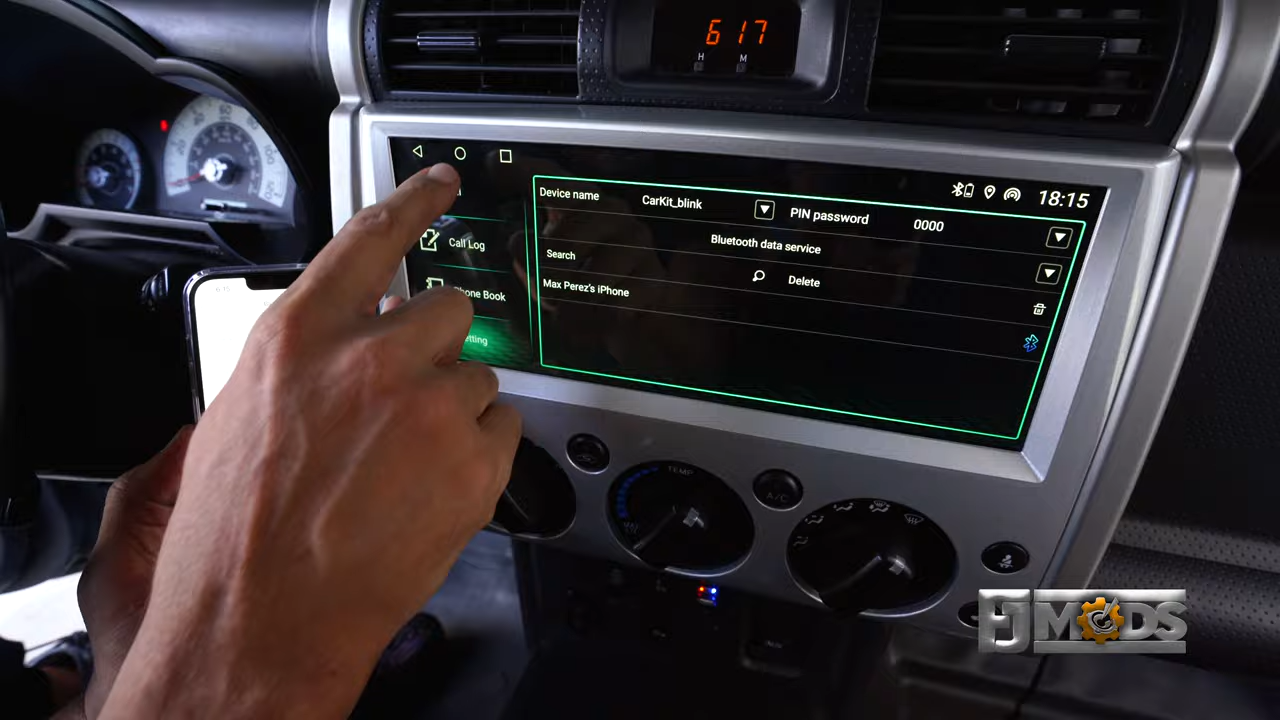 617
H M
18:15
Device name CarKit_blink PIN password 0000
Bluetooth data service
Call Log
Search Delete
Phone Book
Max Perez's iPhone
etting
TEMP
A/C
FJMODS